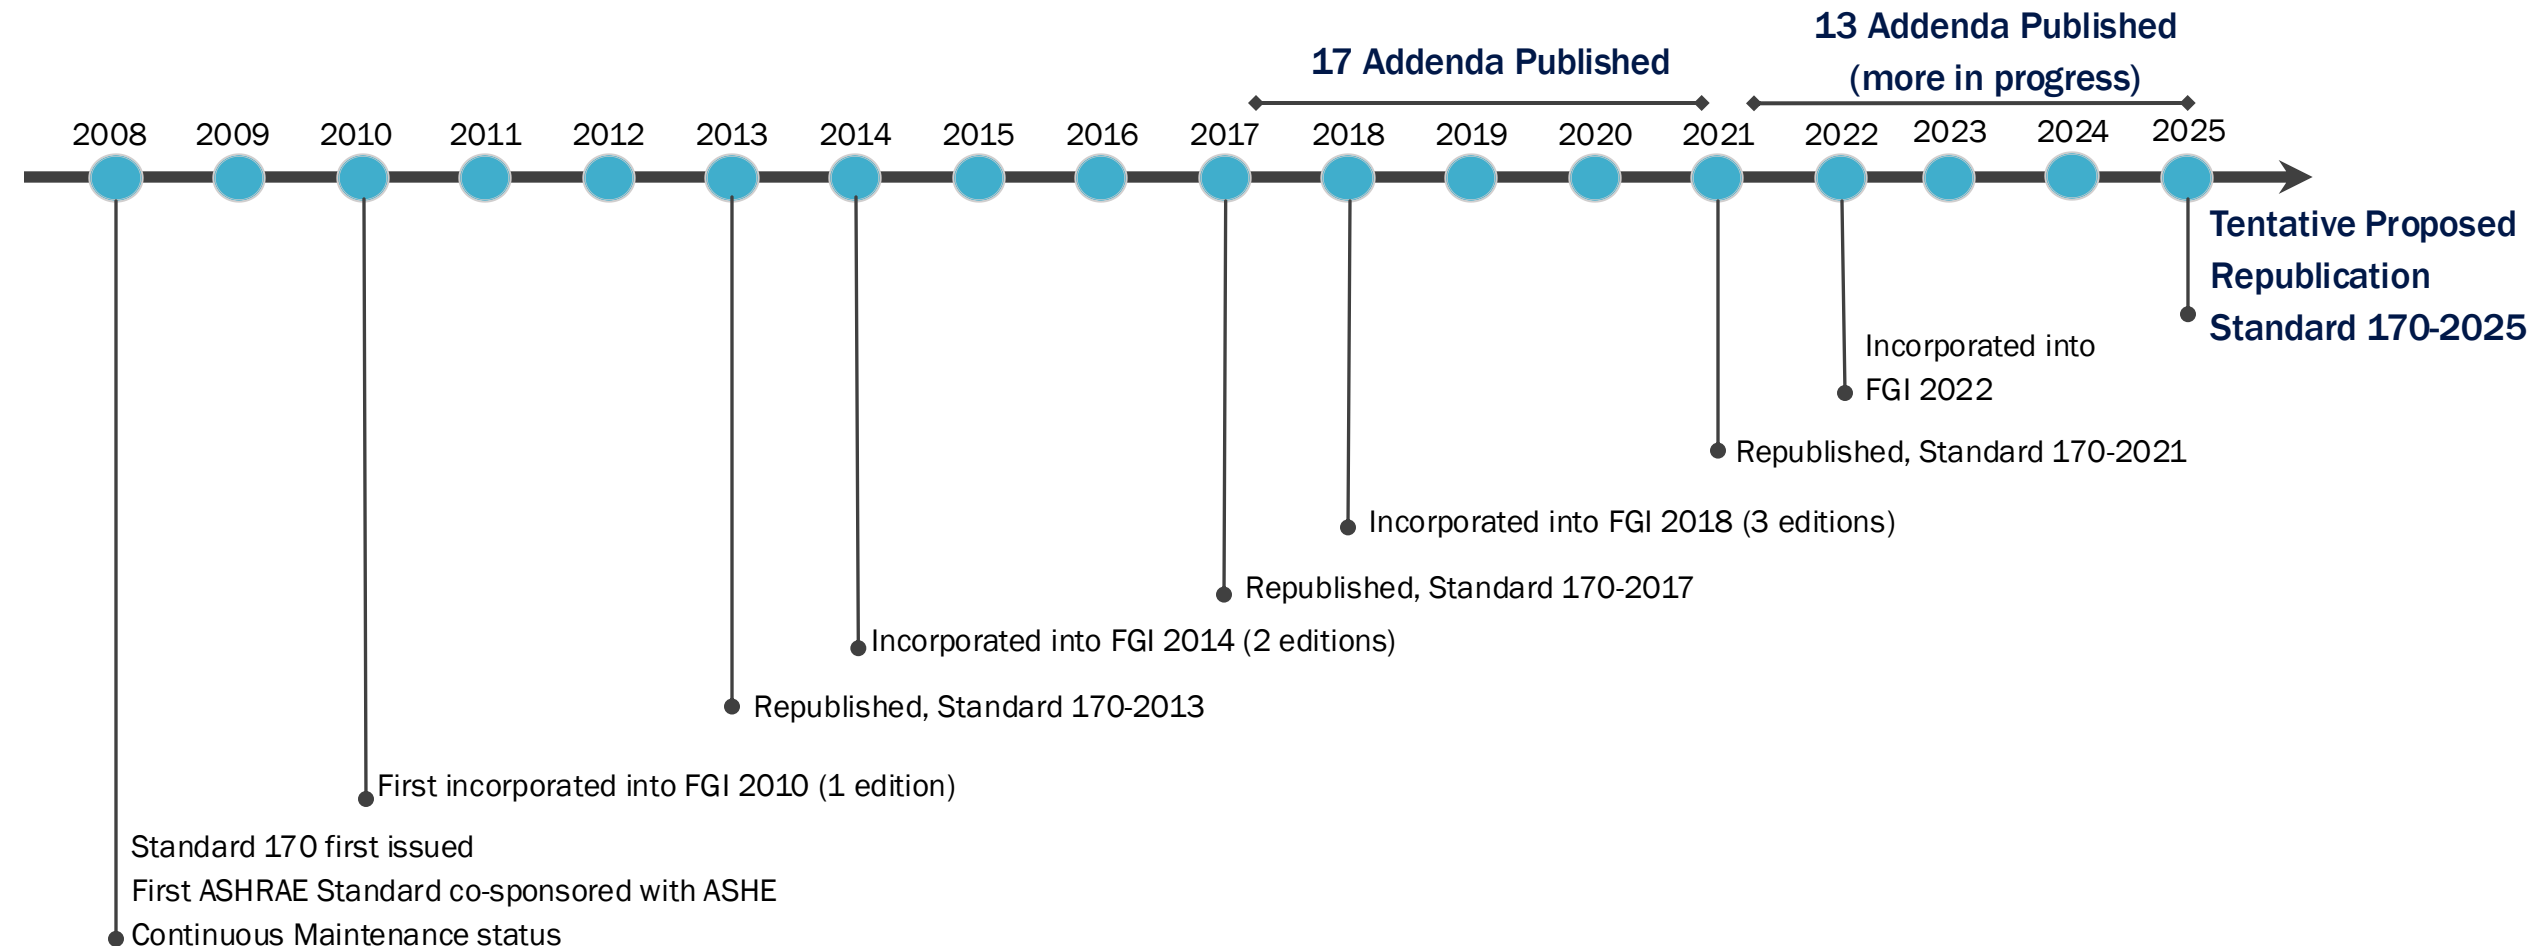 13 Addenda Published
17 Addenda Published
(more in progress)
2008 2009 2010 2011 2012 2013 2014 2015 2016 2017 2018 2019 2020 2021 2022 2023 2024 2025
Tentative Proposed
Republication
Standard 170-2025
Incorporated into
FGI 2022
Republished, Standard 170-2021
Incorporated into FGI 2018 (3 editions)
Republished, Standard 170-2017
Incorporated into FGI 2014 (2 editions)
Republished, Standard 170-2013
First incorporated into FGI 2010 (1 edition)
Standard 170 first issued
First ASHRAE Standard co-sponsored with ASHE
Continuous Maintenance status